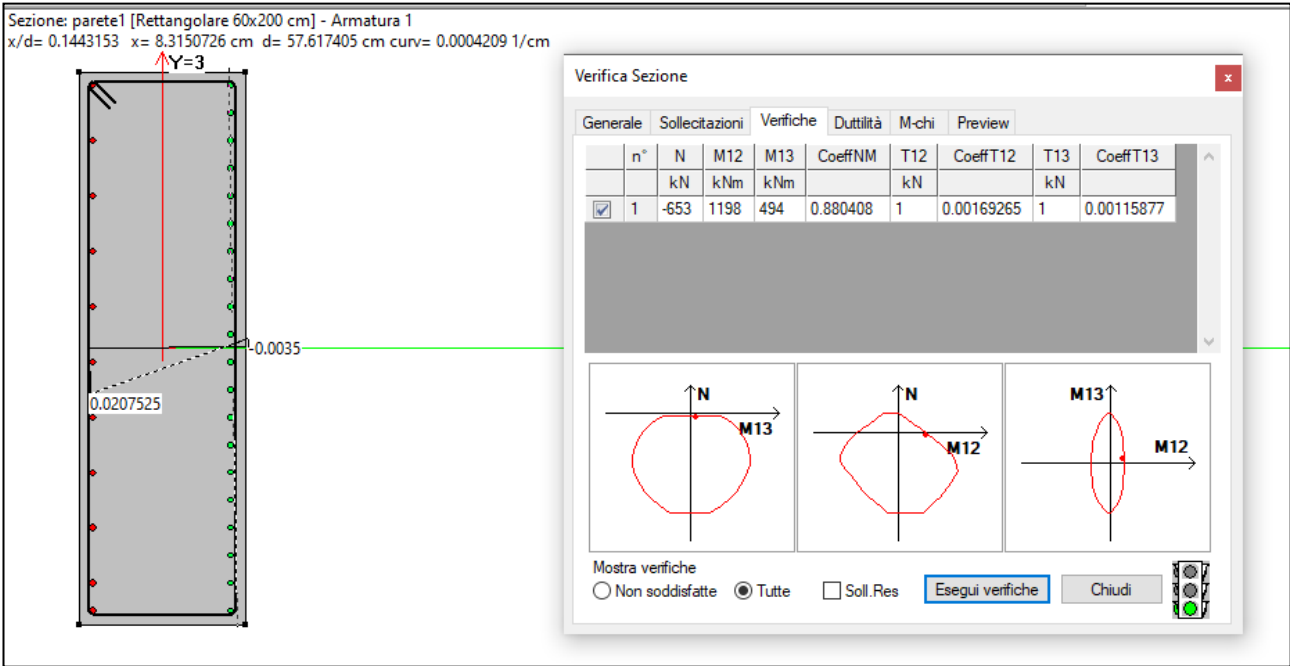 Sezione: parete1 [Rettangolare 60x200 cm] - Armatura 1
x/d= 0.1443153 x= 8.3150726 cm d= 57.617405 cm curv= 0.0004209 1/cm
Y=3
-0.0035
0.0207525
Verifica Sezione
x
Generale Sollecitazioni Verifiche Duttilità M-chi Preview
n° N M12 M13 CoeffNM T12 CoeffT12 T13 CoeffT13
kN kNm kNm kN kN
1 -653 1198 494 0.880408 1 0.00169265 1 0.00115877
N
M13
N
M12
M13
M12
Mostra verifiche
Non soddisfatte Tutte Soll.Res Esegui verifiche Chiudi